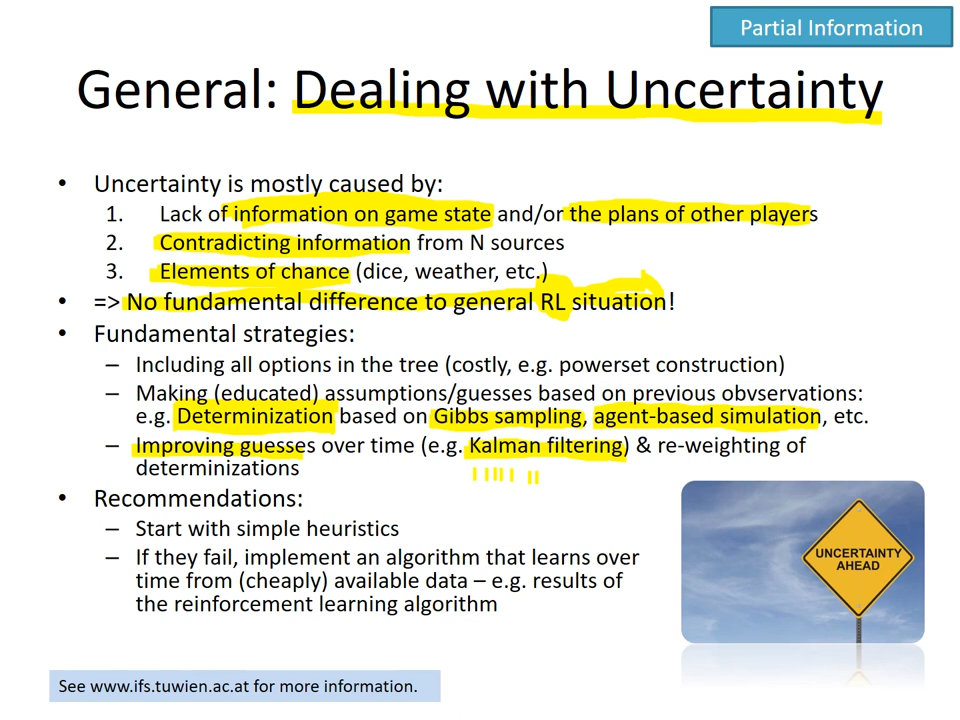 Partial Information
General: Dealing with Uncertainty
• Uncertainty is mostly caused by:
1. Lack of information on game state and/or the plans of other players
2. Contradicting information from N sources
3. Elements of chance (dice, weather, etc.)
• => No fundamental difference to general RL situation!
• Fundamental strategies:
– Including all options in the tree (costly, e.g. powerset construction)
– Making (educated) assumptions/guesses based on previous obvservations:
e.g. Determinization based on Gibbs sampling, agent-based simulation, etc.
– Improving guesses over time (e.g. Kalman filtering) & re-weighting of
determinizations
• Recommendations:
– Start with simple heuristics
– If they fail, implement an algorithm that learns over
time from (cheaply) available data – e.g. results of
the reinforcement learning algorithm
UNCERTAINTY
AHEAD
See www.ifs.tuwien.ac.at for more information.